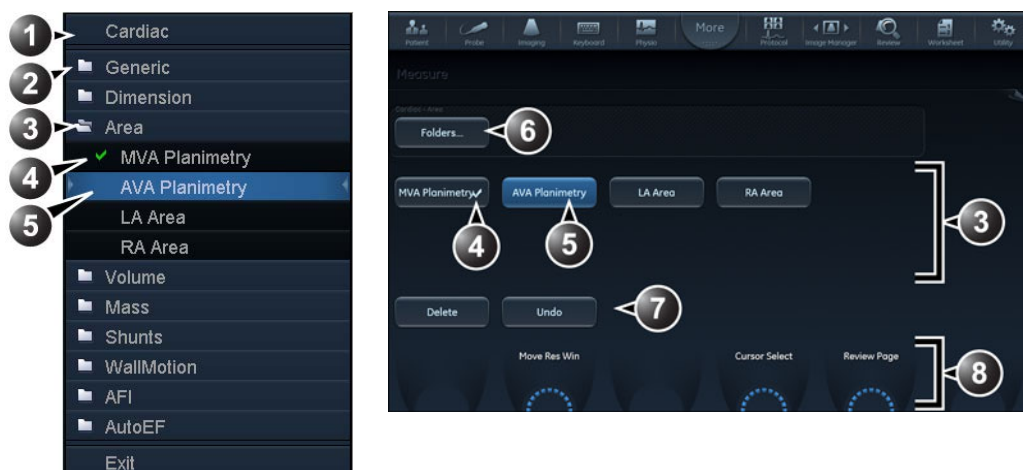 1
Cardiac
2
Generic
Dimension
3
Area
4
MVA Planimetry
5
AVA Planimetry
LA Area
RA Area
Volume
Mass
Shunts
WallMotion
AFI
AutoEF
Exit
Patient Probe Imaging Keyboard Physio More Protocol Image Manager Review Worksheet Utility
Measure
Cardiac - Area
Folders...
6
MVA Planimetry AVA Planimetry LA Area RA Area
3
4 5
Delete Undo
7
Move Res Win Cursor Select Review Page
8